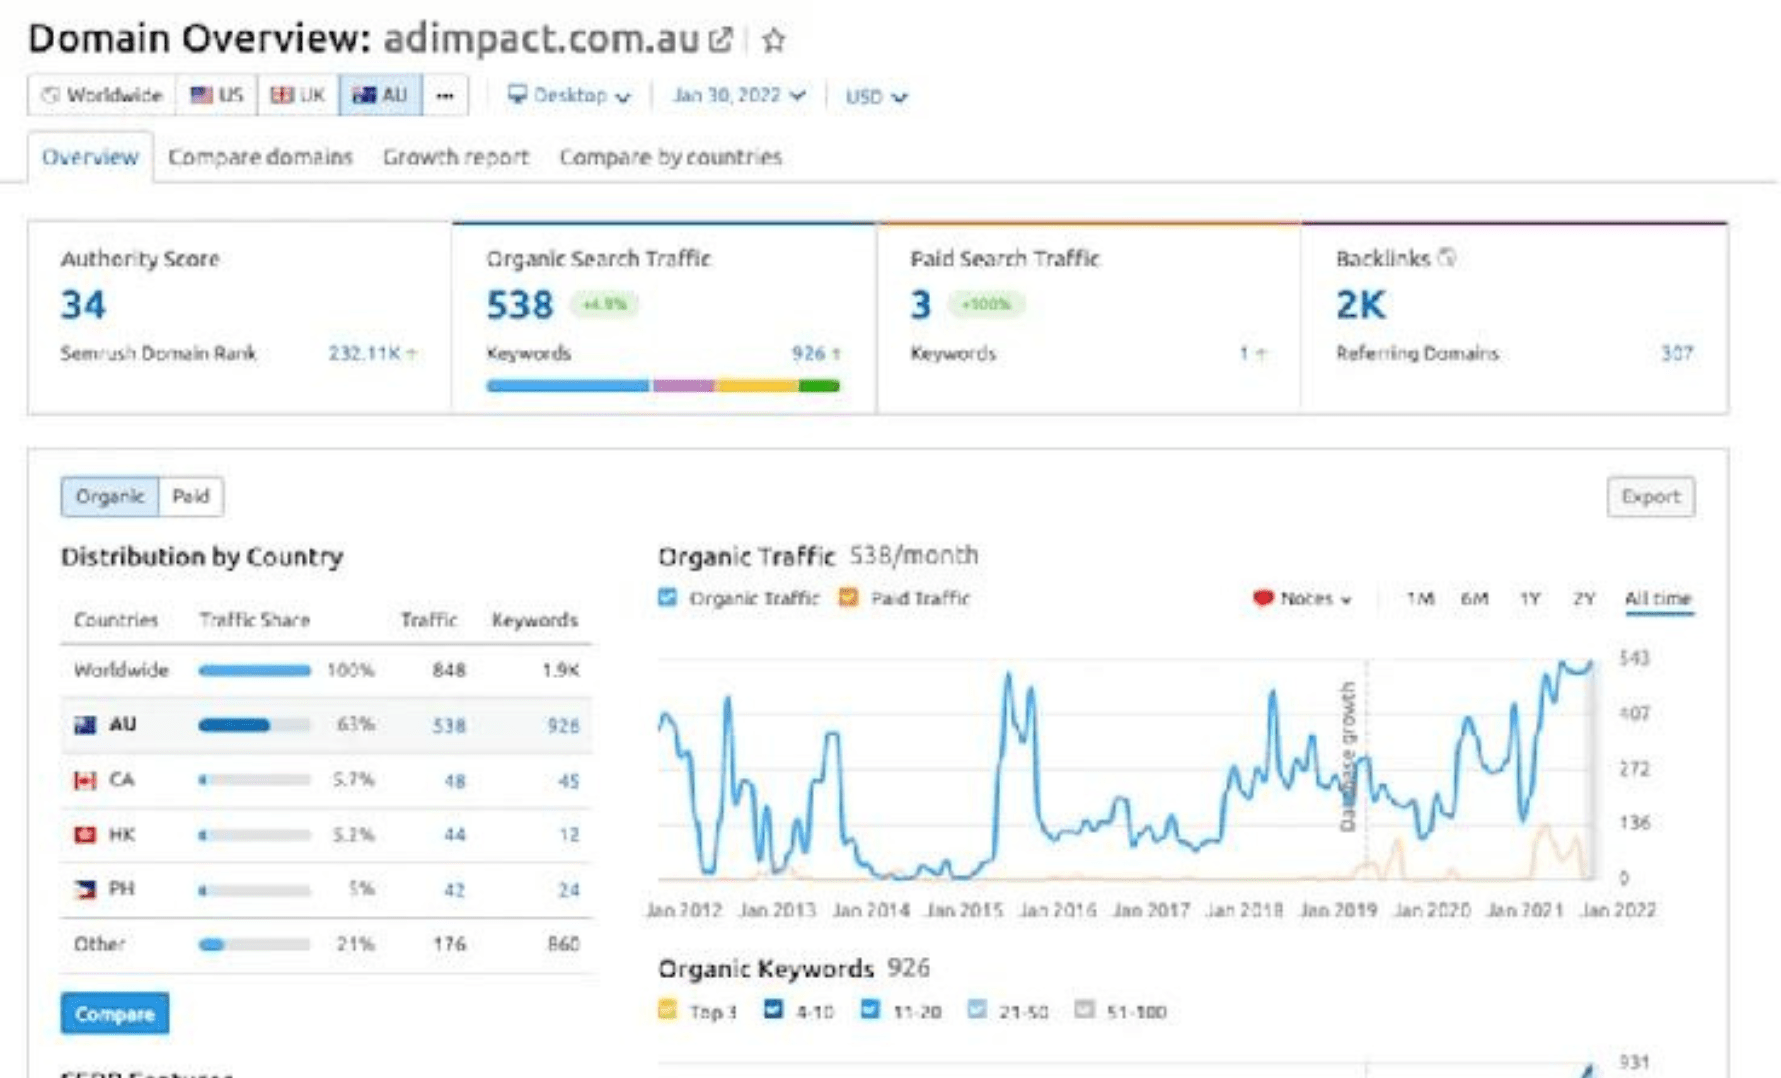 Domain Overview: adimpact.com.au
Worldwide US UK AU ...
Desktop Jan 30, 2022 USD
Overview Compare domains Growth report Compare by countries
Authority Score
34
Semrush Domain Rank 232.11K ↑
Organic Search Traffic
538 +4.9%
Keywords 926 ↑
Paid Search Traffic
3 +100%
Keywords 1 ↑
Backlinks
2K
Referring Domains 307
Organic Paid
Export
Distribution by Country
Countries Traffic Share Traffic Keywords
Worldwide 100% 848 1.9K
AU 63% 538 926
CA 5.7% 48 45
HK 5.2% 44 12
PH 5% 42 24
Other 21% 176 860
Compare
SERP Features
Organic Traffic 538/month
Organic Traffic Paid Traffic
Notes 1M 6M 1Y 2Y All time
543
407
272
136
0
Database growth
Jan 2012 Jan 2013 Jan 2014 Jan 2015 Jan 2016 Jan 2017 Jan 2018 Jan 2019 Jan 2020 Jan 2021 Jan 2022
Organic Keywords 926
Top 3 4-10 11-20 21-50 51-100
931